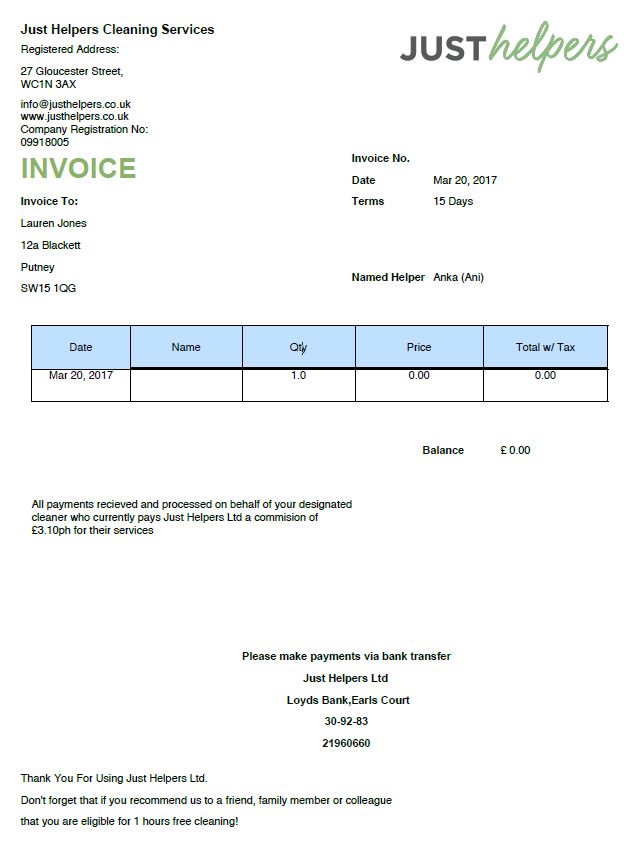 Just Helpers Cleaning Services
JUST helpers
Registered Address:
27 Gloucester Street,
WC1N 3AX
info@justhelpers.co.uk
www.justhelpers.co.uk
Company Registration No:
09918005
INVOICE
Invoice No.
Date Mar 20, 2017
Terms 15 Days
Invoice To:
Lauren Jones
12a Blackett
Putney
SW15 1QG
Named Helper Anka (Ani)
Date Name Qty Price Total w/ Tax
Mar 20, 2017 1.0 0.00 0.00
Balance £ 0.00
All payments recieved and processed on behalf of your designated
cleaner who currently pays Just Helpers Ltd a commision of
£3.10ph for their services
Please make payments via bank transfer
Just Helpers Ltd
Loyds Bank,Earls Court
30-92-83
21960660
Thank You For Using Just Helpers Ltd.
Don't forget that if you recommend us to a friend, family member or colleague
that you are eligible for 1 hours free cleaning!